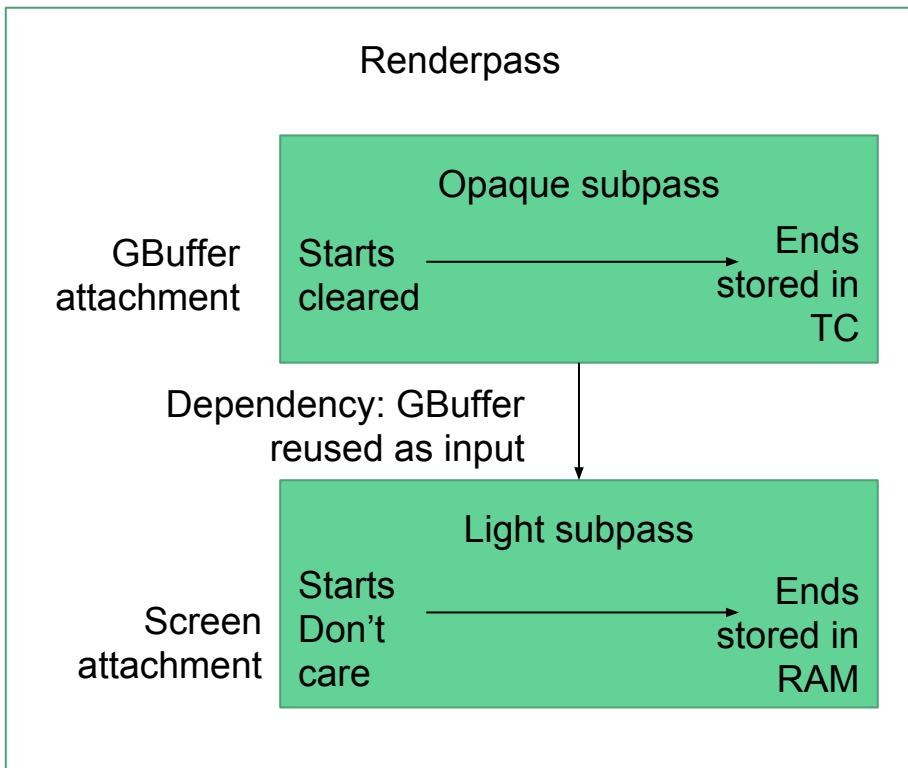 Renderpass
Opaque subpass
GBuffer
attachment
Starts
cleared
Ends
stored in
TC
Dependency: GBuffer
reused as input
Light subpass
Screen
attachment
Starts
Don’t
care
Ends
stored in
RAM